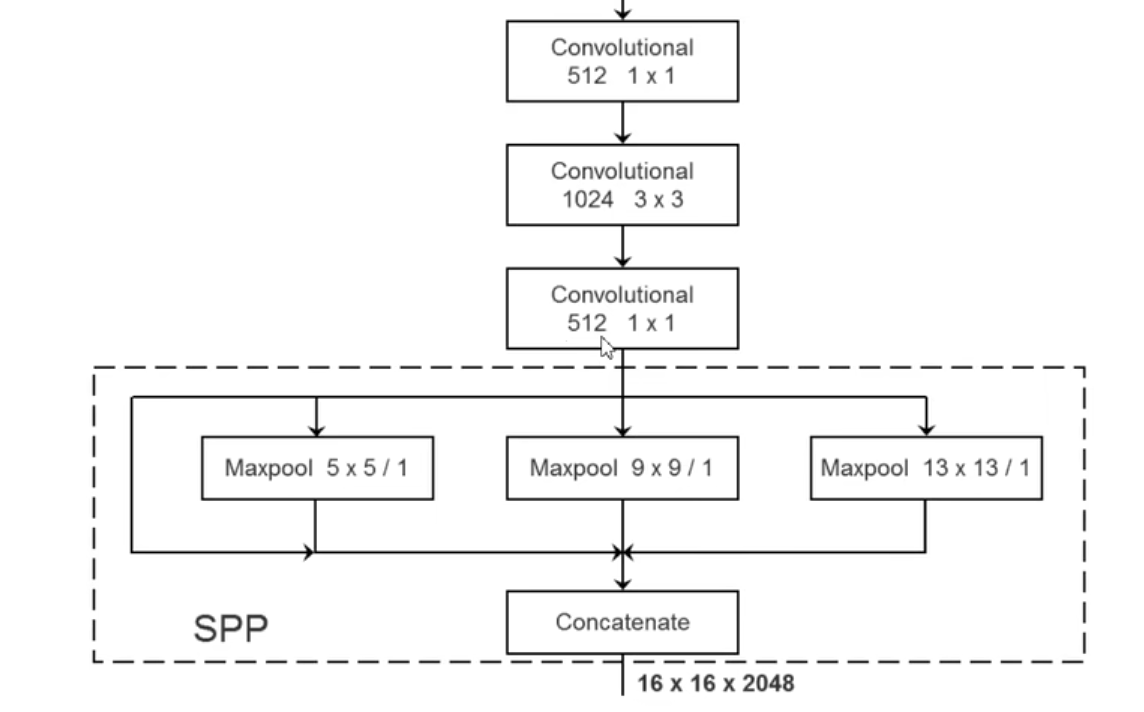 Convolutional
512 1 x 1
Convolutional
1024 3 x 3
Convolutional
512 1 x 1
Maxpool 5 x 5 / 1
Maxpool 9 x 9 / 1
Maxpool 13 x 13 / 1
Concatenate
SPP
16 x 16 x 2048